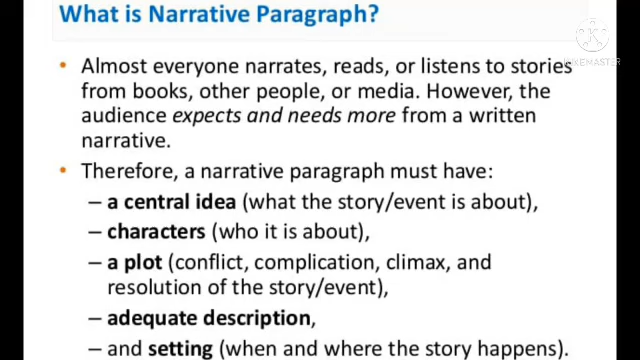 What is Narrative Paragraph?
KINEMASTER
• Almost everyone narrates, reads, or listens to stories
from books, other people, or media. However, the
audience expects and needs more from a written
narrative.
• Therefore, a narrative paragraph must have:
– a central idea (what the story/event is about),
– characters (who it is about),
– a plot (conflict, complication, climax, and
resolution of the story/event),
– adequate description,
– and setting (when and where the story happens).